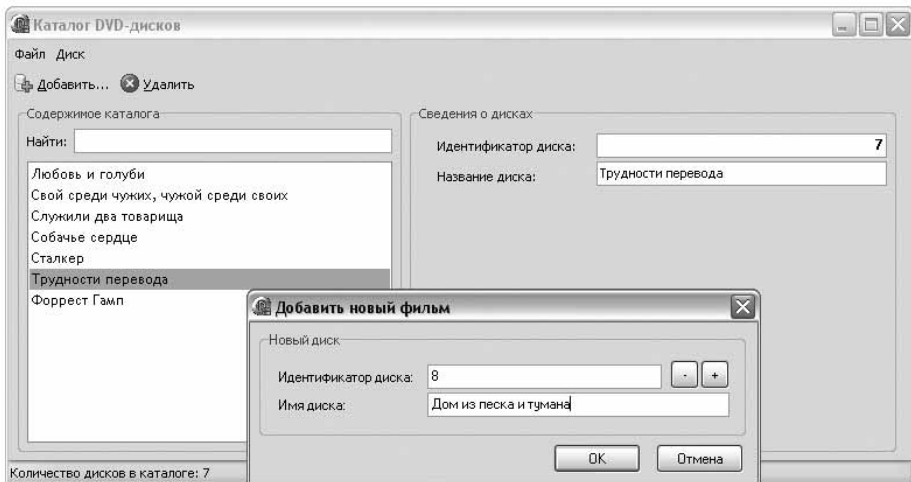 Каталог DVD-дисков
Файл Диск
Добавить... Удалить
Содержимое каталога
Найти:
Любовь и голуби
Свой среди чужих, чужой среди своих
Служили два товарища
Собачье сердце
Сталкер
Трудности перевода
Форрест Гамп
Сведения о дисках
Идентификатор диска: 7
Название диска: Трудности перевода
Добавить новый фильм
Новый диск
Идентификатор диска: 8 - +
Имя диска: Дом из песка и тумана
OK Отмена
Количество дисков в каталоге: 7